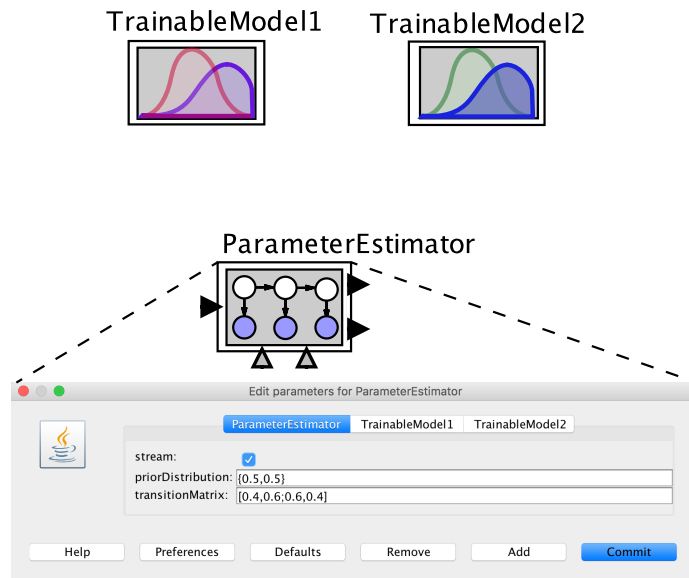 TrainableModel1
TrainableModel2
ParameterEstimator
Edit parameters for ParameterEstimator
ParameterEstimator TrainableModel1 TrainableModel2
stream:
priorDistribution: {0.5,0.5}
transitionMatrix: [0.4,0.6;0.6,0.4]
Help Preferences Defaults Remove Add Commit